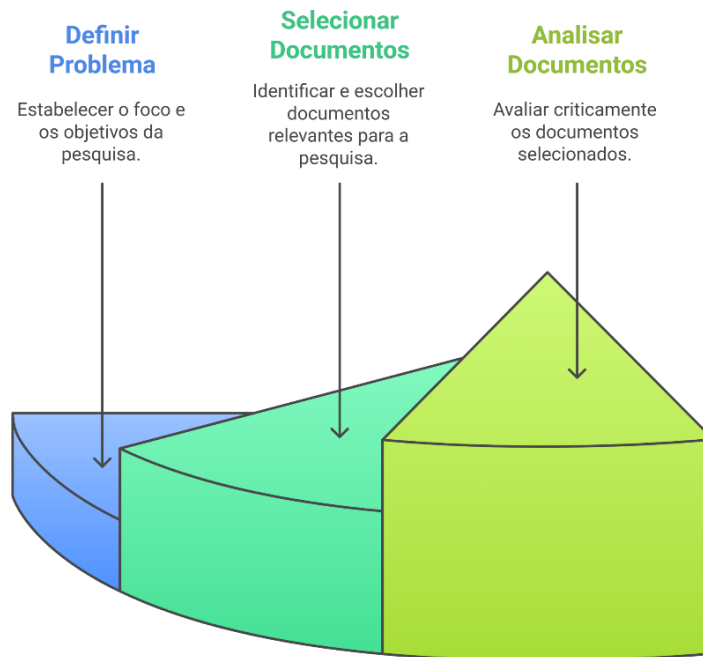 Definir
Problema
Estabelecer o foco e
os objetivos da
pesquisa.
Selecionar
Documentos
Identificar e escolher
documentos
relevantes para a
pesquisa.
Analisar
Documentos
Avaliar criticamente
os documentos
selecionados.